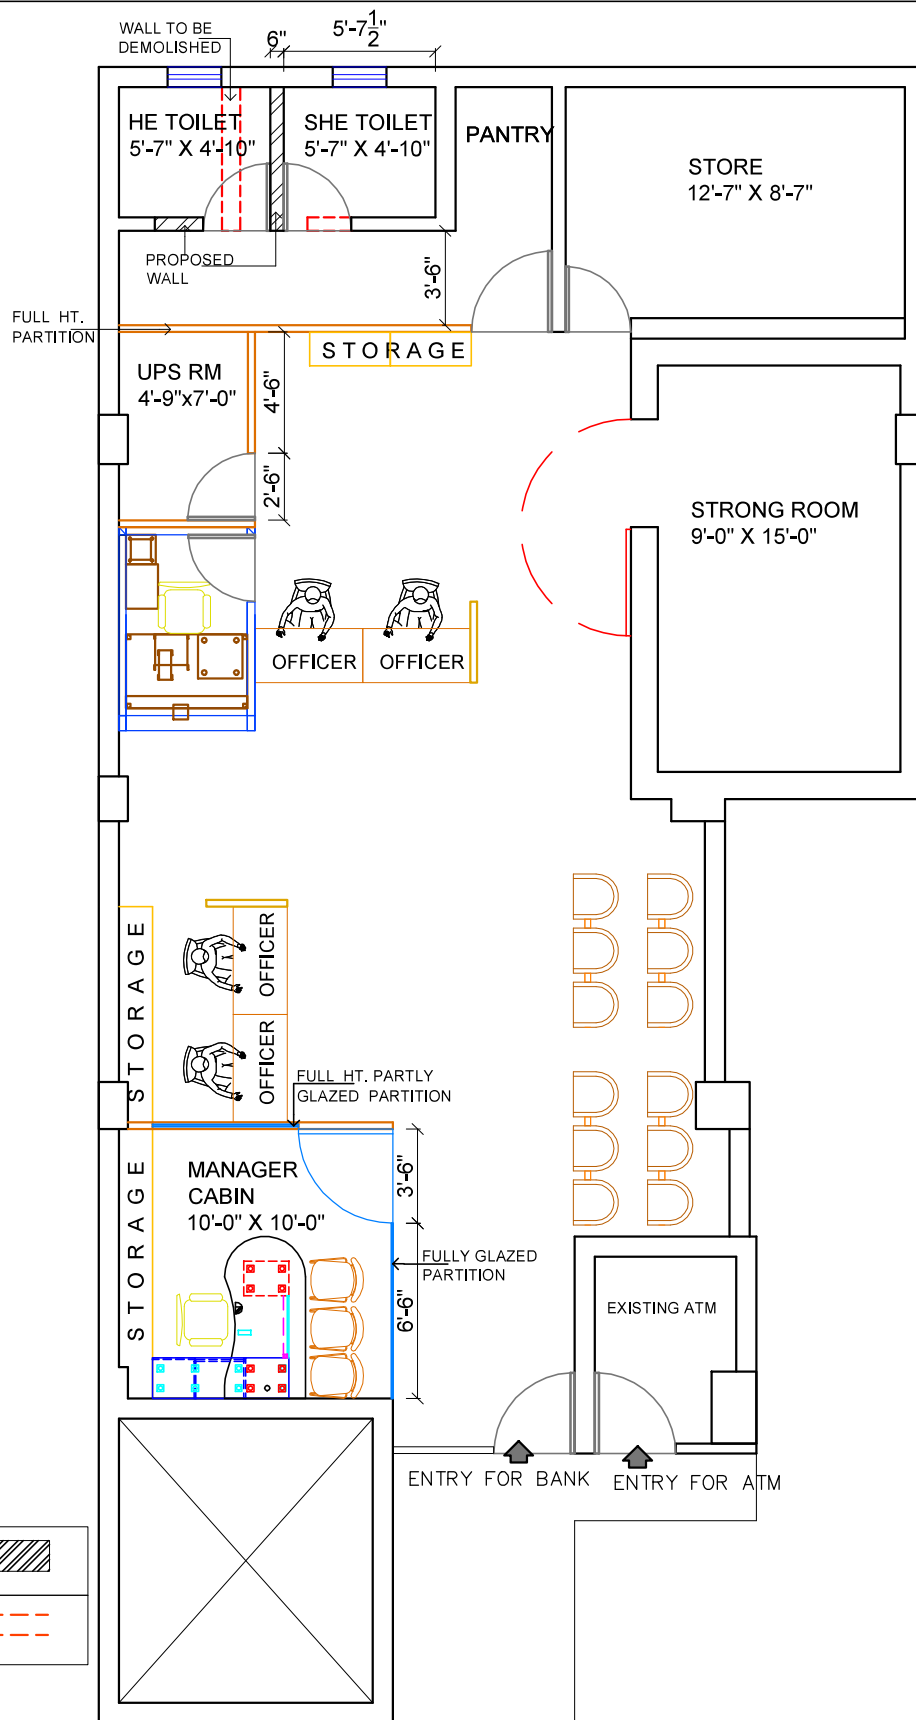 WALL TO BE
DEMOLISHED
6"
5'-7 1/2"
HE TOILET
5'-7" X 4'-10"
SHE TOILET
5'-7" X 4'-10"
PANTRY
STORE
12'-7" X 8'-7"
PROPOSED
WALL
3'-6"
FULL HT.
PARTITION
STORAGE
UPS RM
4'-9"x7'-0"
4'-6"
2'-6"
STRONG ROOM
9'-0" X 15'-0"
OFFICER
OFFICER
STORAGE
OFFICER
OFFICER
FULL HT. PARTLY
GLAZED PARTITION
STORAGE
MANAGER
CABIN
10'-0" X 10'-0"
3'-6"
6'-6"
FULLY GLAZED
PARTITION
EXISTING ATM
ENTRY FOR BANK
ENTRY FOR ATM